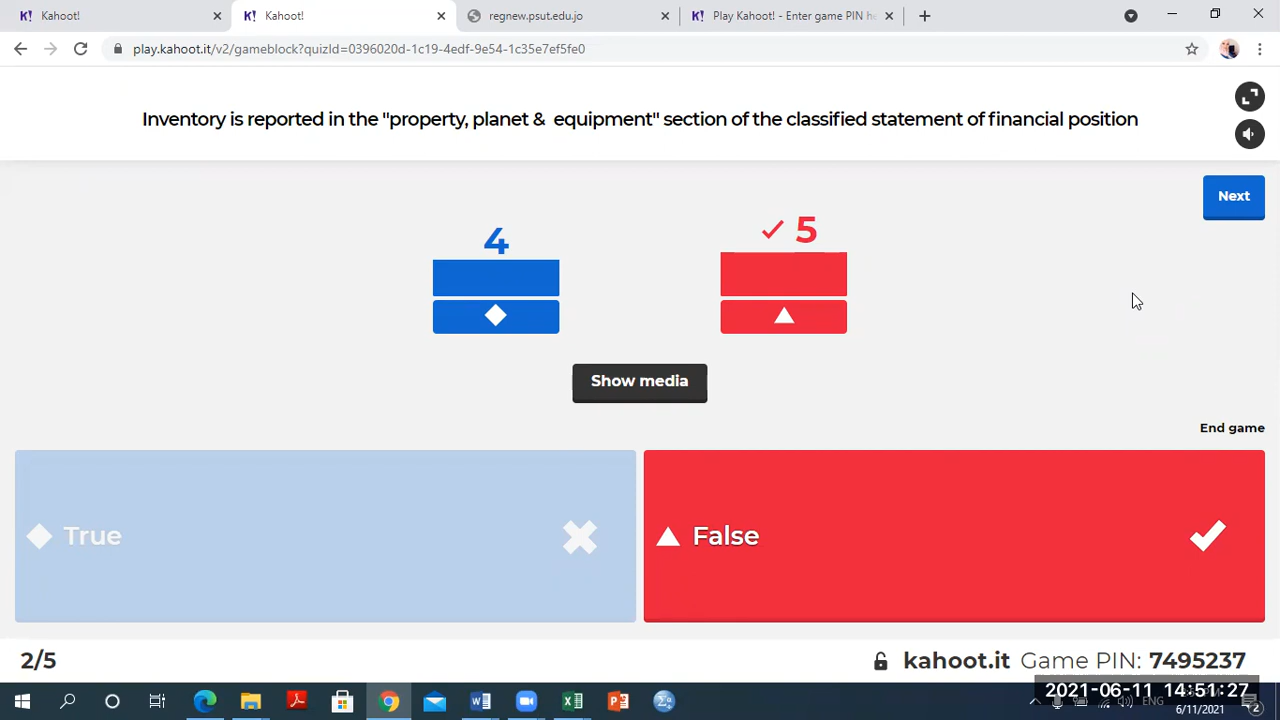 Kahoot!
Kahoot!
regnew.psut.edu.jo
Play Kahoot! - Enter game PIN he
play.kahoot.it/v2/gameblock?quizId=0396020d-1c19-4edf-9e54-1c35e7ef5fe0
Inventory is reported in the "property, planet & equipment" section of the classified statement of financial position
Next
4
5
Show media
End game
True
False
2/5
kahoot.it Game PIN: 7495237
2021-06-11 14:51:27
ENG
6/11/2021
2